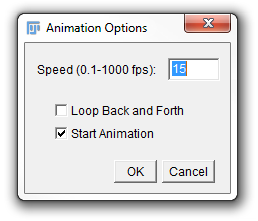 Animation Options
Speed (0.1-1000 fps): 15
Loop Back and Forth
Start Animation
OK Cancel